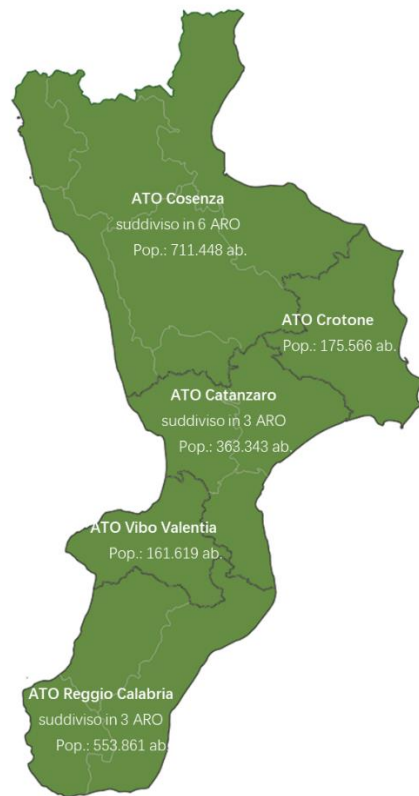 ATO Cosenza
suddiviso in 6 ARO
Pop.: 711.448 ab.
ATO Crotone
Pop.: 175.566 ab.
ATO Catanzaro
suddiviso in 3 ARO
Pop.: 363.343 ab.
ATO Vibo Valentia
Pop.: 161.619 ab.
ATO Reggio Calabria
suddiviso in 3 ARO
Pop.: 553.861 ab.